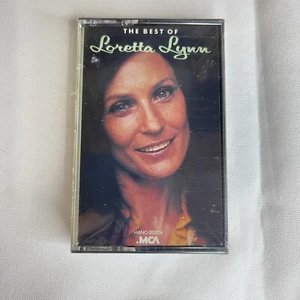 THE BEST OF
Loretta Lynn
MCA